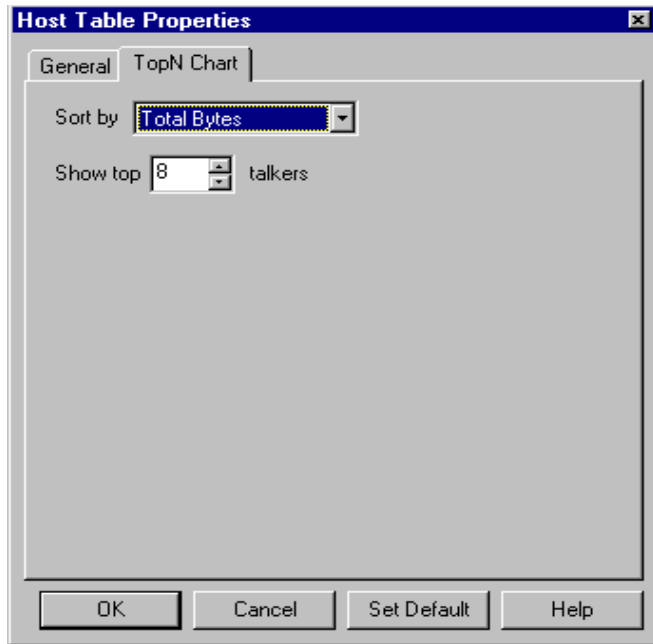 Host Table Properties
General TopN Chart
Sort by Total Bytes
Show top 8 talkers
OK Cancel Set Default Help